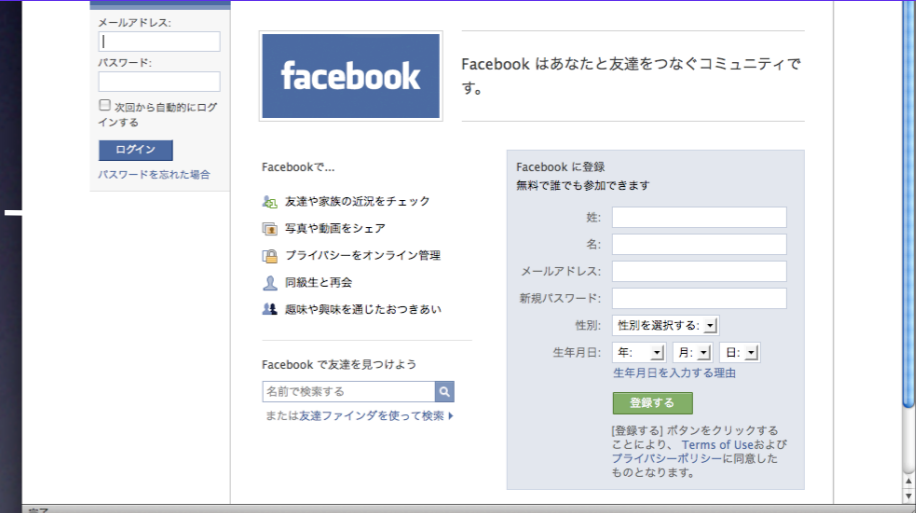 メールアドレス:
パスワード:
次回から自動的にログ
インする
ログイン
パスワードを忘れた場合
facebook
Facebook はあなたと友達をつなぐコミュニティで
す。
Facebookで...
友達や家族の近況をチェック
写真や動画をシェア
プライバシーをオンライン管理
同級生と再会
趣味や興味を通じたおつきあい
Facebook で友達を見つけよう
名前で検索する
または友達ファインダを使って検索
Facebook に登録
無料で誰でも参加できます
姓:
名:
メールアドレス:
新規パスワード:
性別: 性別を選択する:
生年月日: 年: 月: 日:
生年月日を入力する理由
登録する
[登録する] ボタンをクリックする
ことにより、 Terms of Useおよび
プライバシーポリシーに同意した
ものとなります。
完了